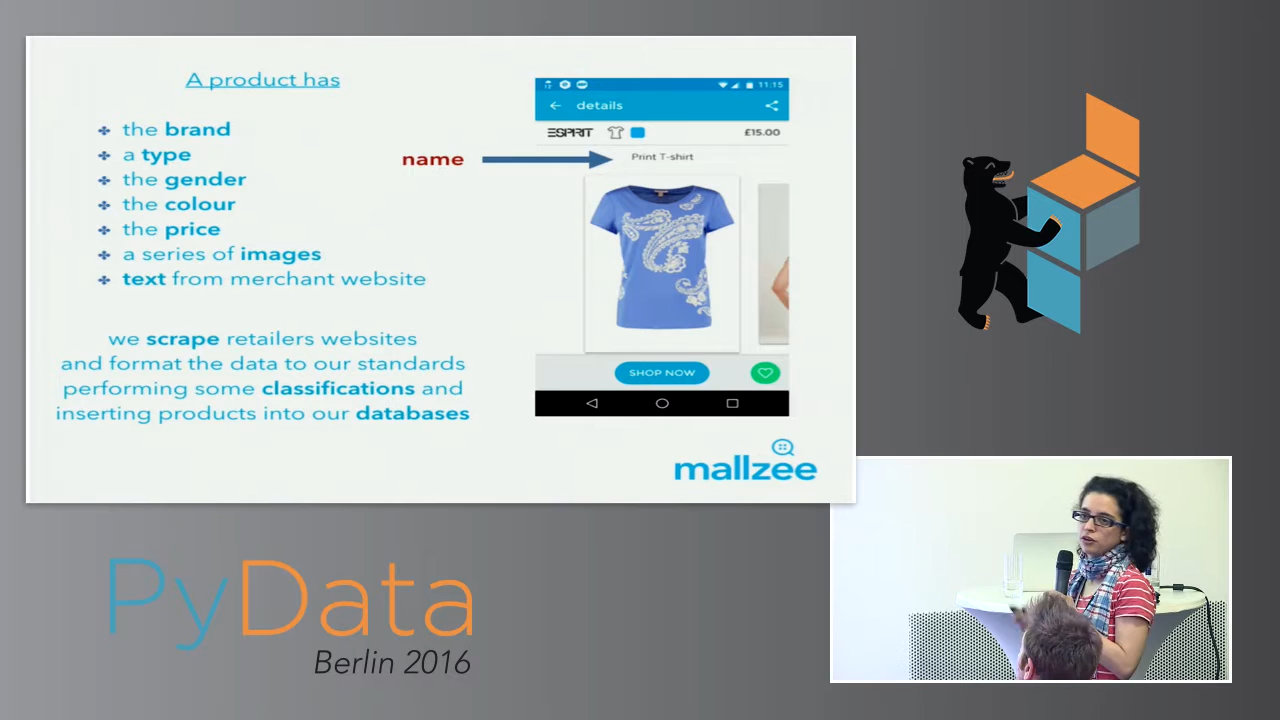 A product has
the brand
a type
the gender
the colour
the price
a series of images
text from merchant website
we scrape retailers websites
and format the data to our standards
performing some classifications and
inserting products into our databases
name
11:15
details
ESPRIT
£15.00
Print T-shirt
SHOP NOW
mallzee
PyData
Berlin 2016